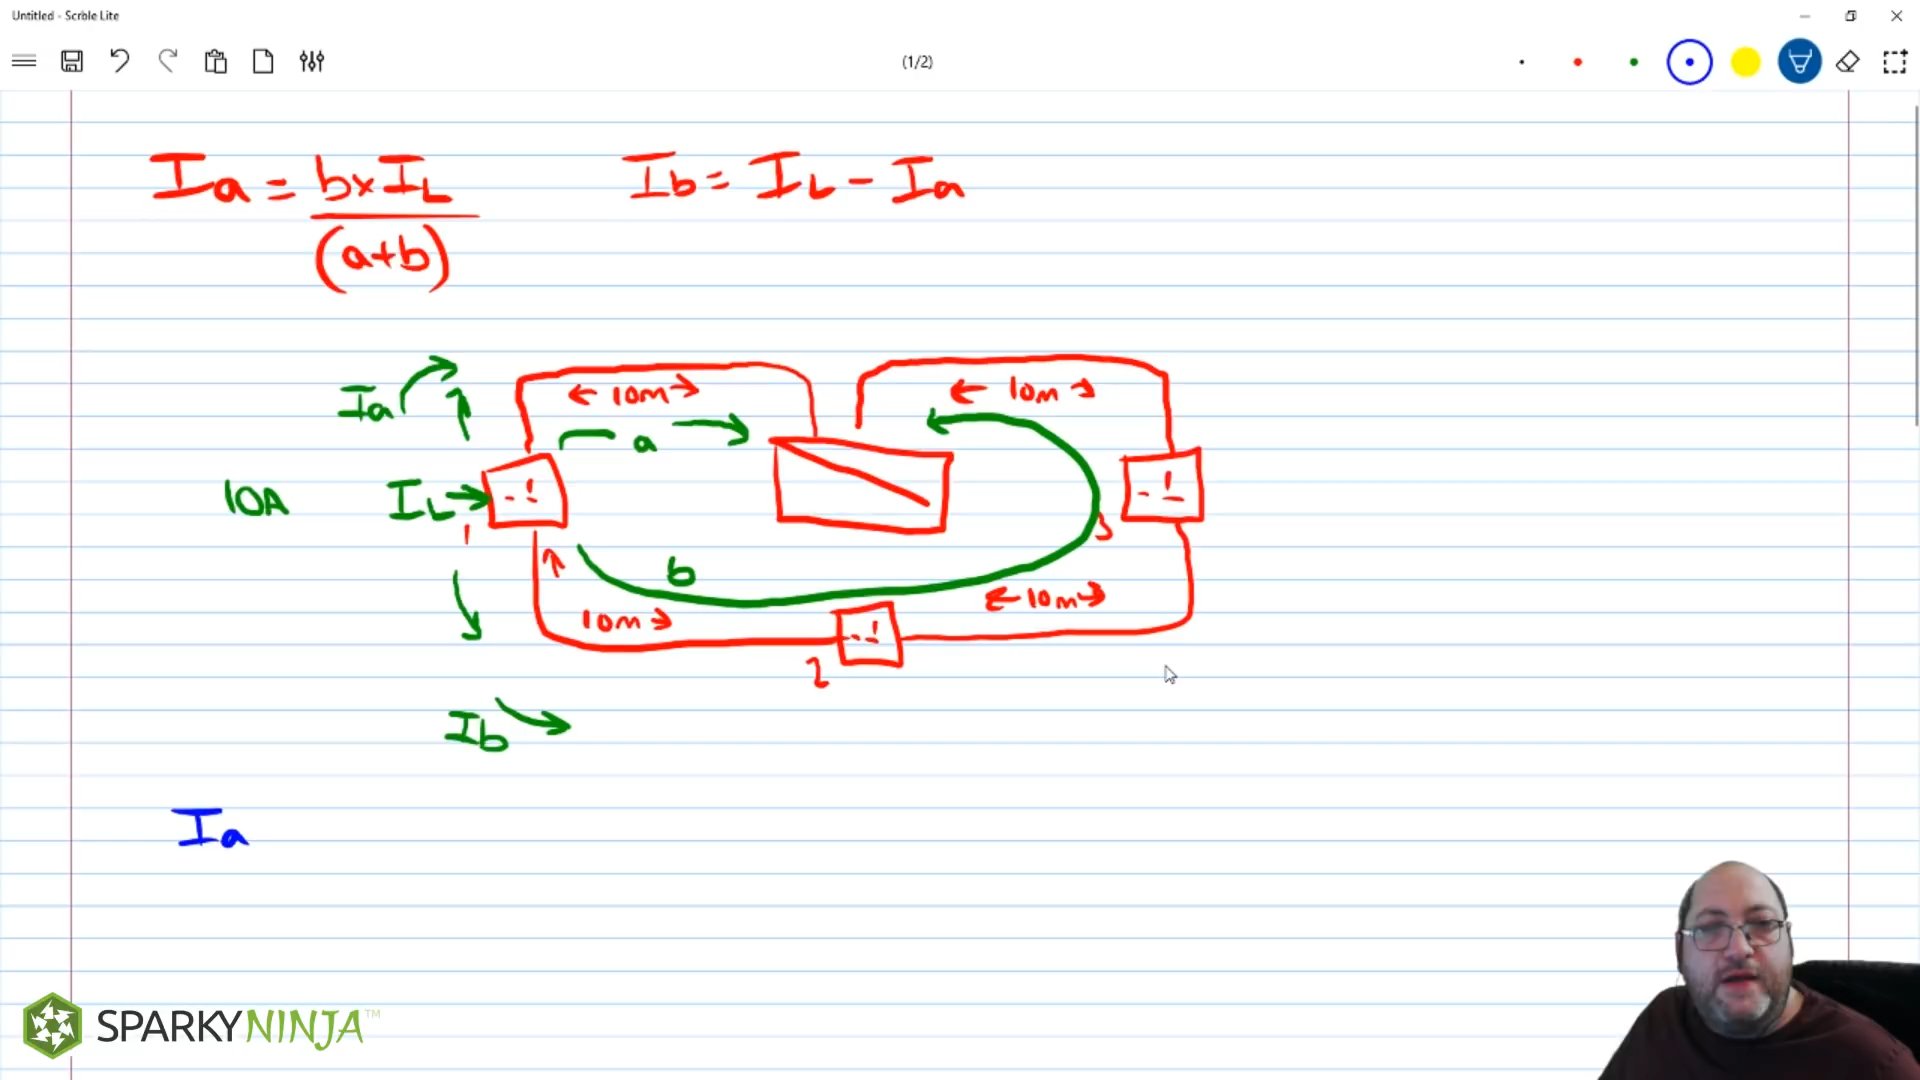 Untitled - Scrble Lite
(1/2)
Ia = b×IL
(a+b)
Ib = IL - Ia
← 10m →
← 10m →
Ia
a
10A
IL
1
b
3
10m
← 10m →
2
Ib
Ia
SPARKYNINJA™